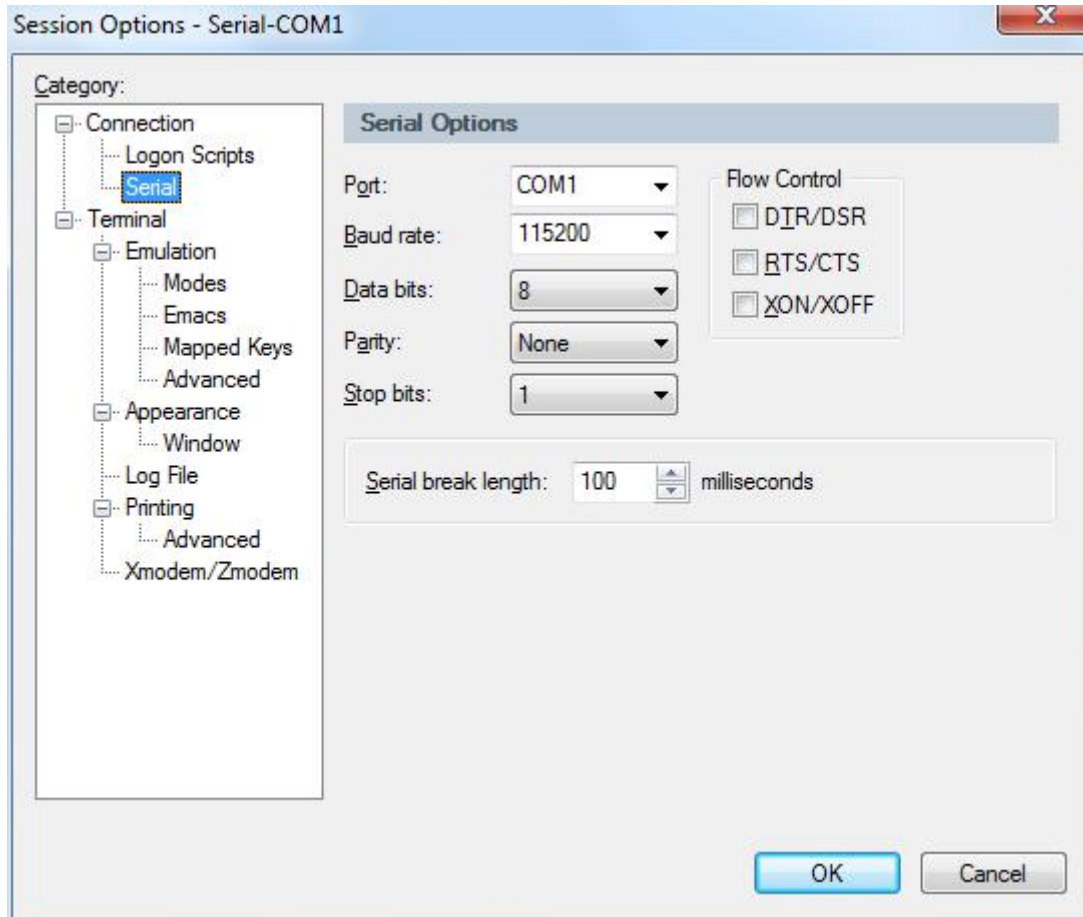 Session Options - Serial-COM1
X
Category:
Connection
Logon Scripts
Serial
Terminal
Emulation
Modes
Emacs
Mapped Keys
Advanced
Appearance
Window
Log File
Printing
Advanced
Xmodem/Zmodem
Serial Options
Port: COM1
Baud rate: 115200
Data bits: 8
Parity: None
Stop bits: 1
Flow Control
DTR/DSR
RTS/CTS
XON/XOFF
Serial break length: 100 milliseconds
OK Cancel